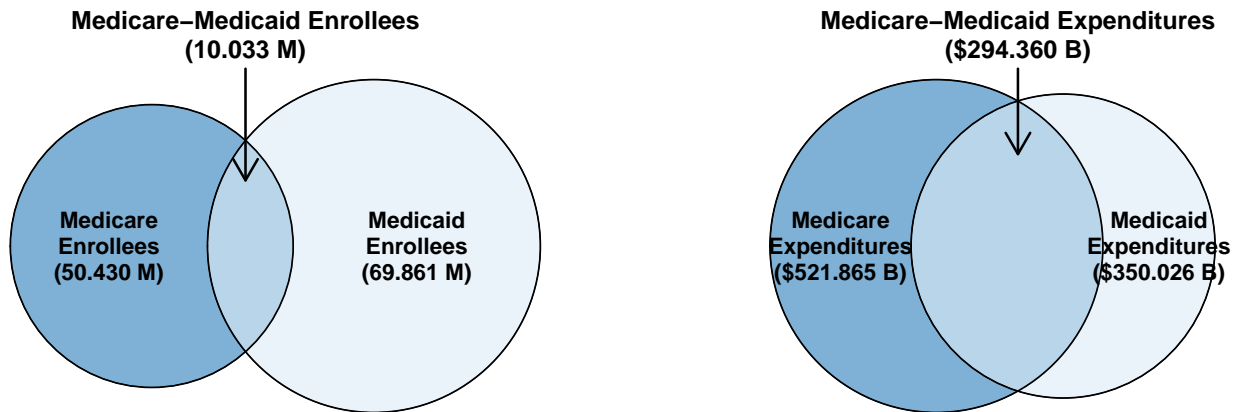 Medicare–Medicaid Enrollees
(10.033 M)
Medicare
Enrollees
(50.430 M)
Medicaid
Enrollees
(69.861 M)
Medicare–Medicaid Expenditures
($294.360 B)
Medicare
Expenditures
($521.865 B)
Medicaid
Expenditures
($350.026 B)